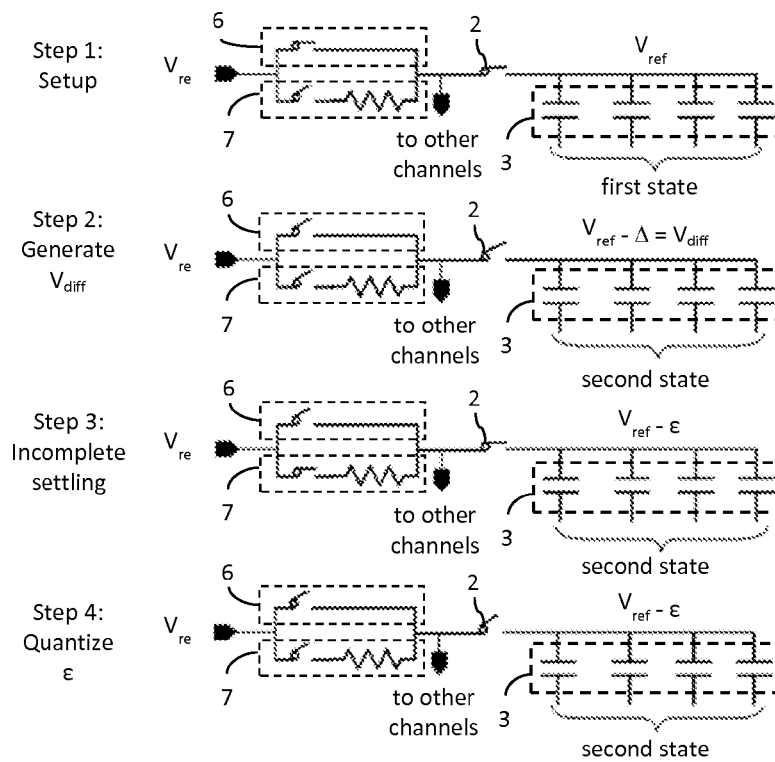 Step 1:
Setup
V_re
6
7
2
to other
channels
V_ref
3
first state
Step 2:
Generate
V_diff
V_re
6
7
2
to other
channels
V_ref - Δ = V_diff
3
second state
Step 3:
Incomplete
settling
V_re
6
7
2
to other
channels
V_ref - ε
3
second state
Step 4:
Quantize
ε
V_re
6
7
2
to other
channels
V_ref - ε
3
second state